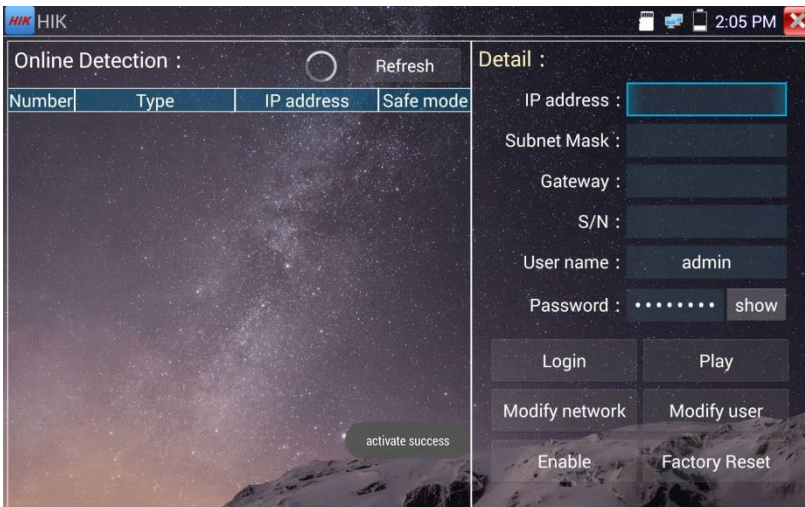 HIK HIK
2:05 PM
Online Detection :
Refresh
Number Type IP address Safe mode
activate success
Detail :
IP address :
Subnet Mask :
Gateway :
S/N :
User name : admin
Password : •••••••• show
Login Play
Modify network Modify user
Enable Factory Reset